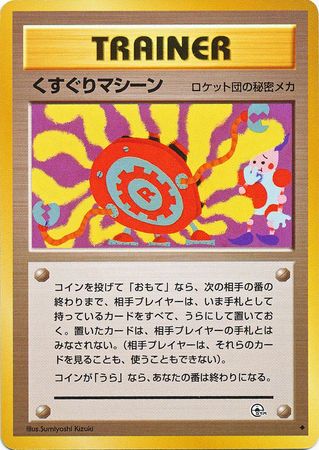 TRAINER
くすぐりマシーン
ロケット団の秘密メカ
R
コインを投げて「おもて」なら、次の相手の番の
終わりまで、相手プレイヤーは、いま手札として
持っているカードをすべて、うらにして置いてお
く。置いたカードは、相手プレイヤーの手札とは
みなされない。(相手プレイヤーは、それらのカー
ドを見ることも、使うこともできない)。
コインが「うら」なら、あなたの番は終わりになる。
Illus.Sumiyoshi Kizuki